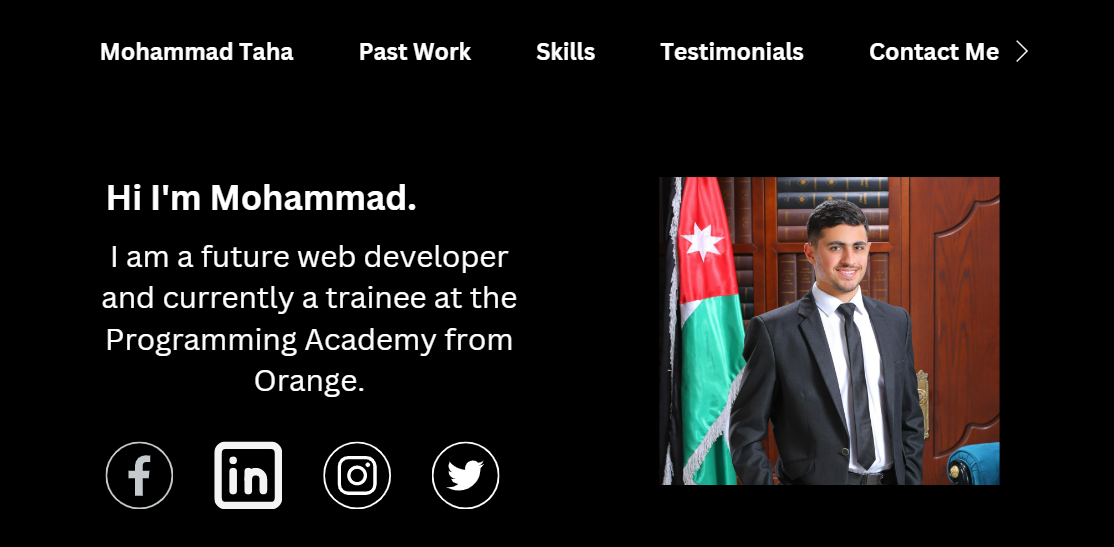 Mohammad Taha Past Work Skills Testimonials Contact Me
Hi I'm Mohammad.
I am a future web developer
and currently a trainee at the
Programming Academy from
Orange.
f in